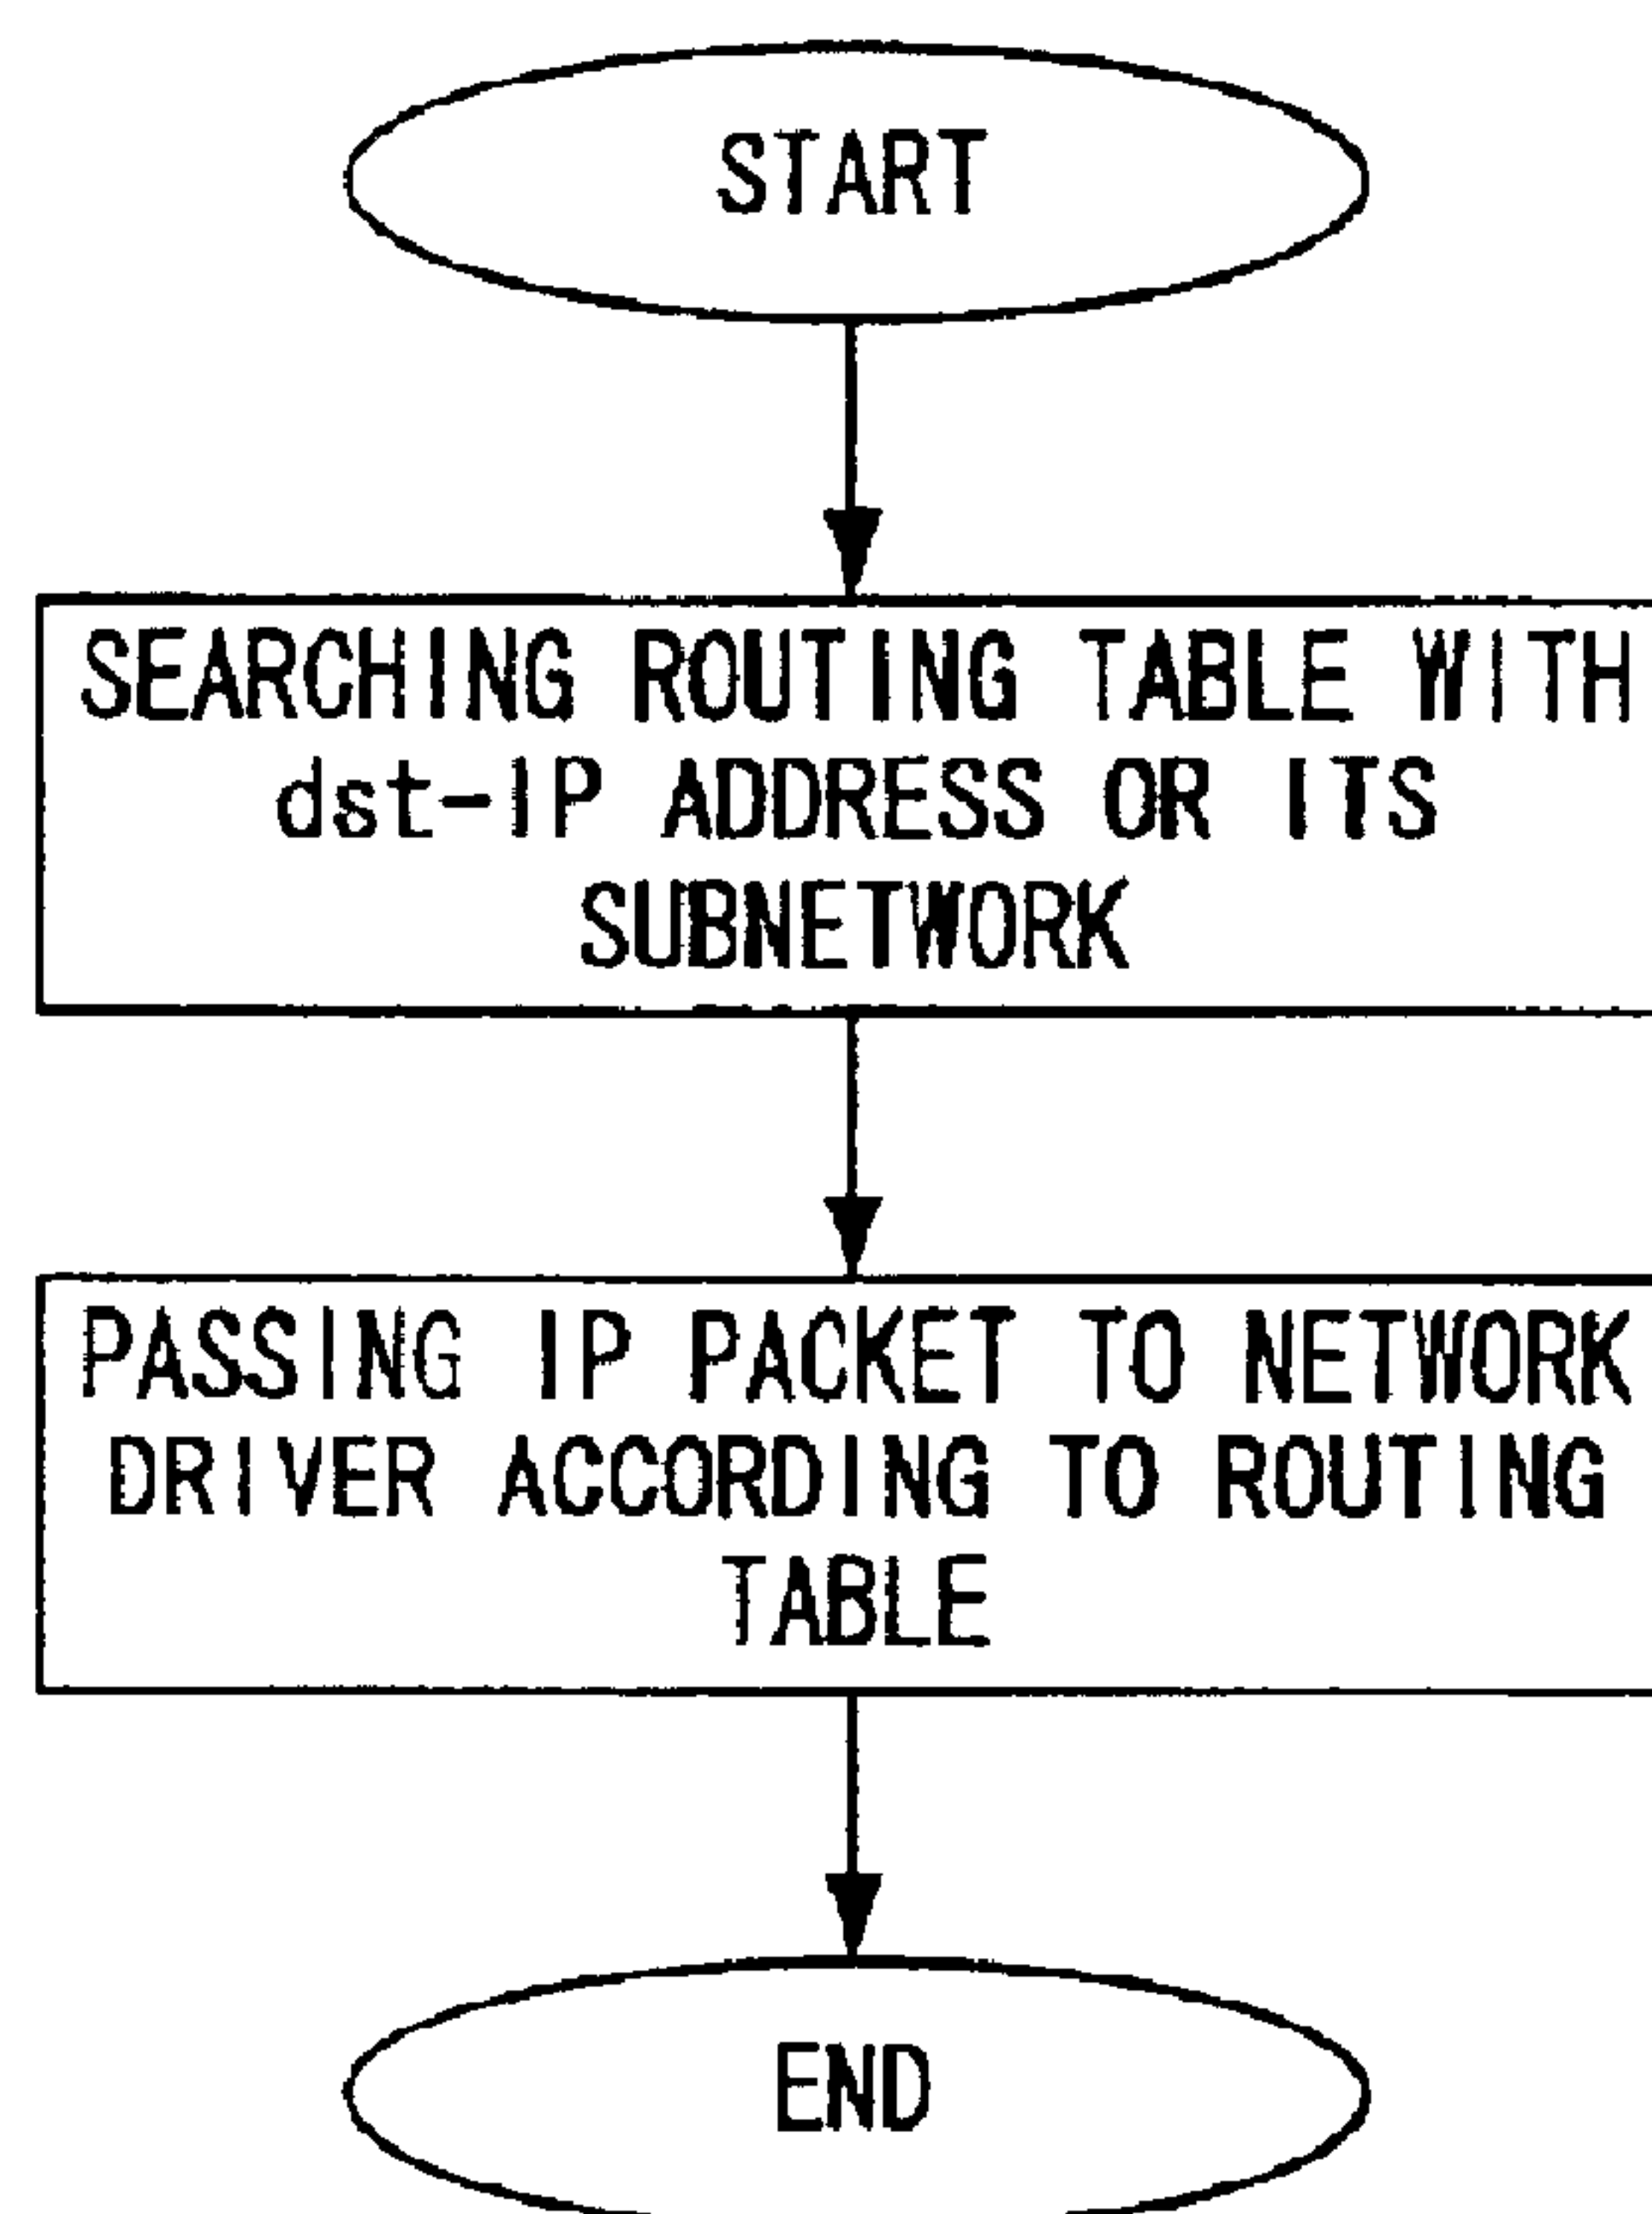 START
SEARCHING ROUTING TABLE WITH
dst-IP ADDRESS OR ITS
SUBNETWORK
PASSING IP PACKET TO NETWORK
DRIVER ACCORDING TO ROUTING
TABLE
END